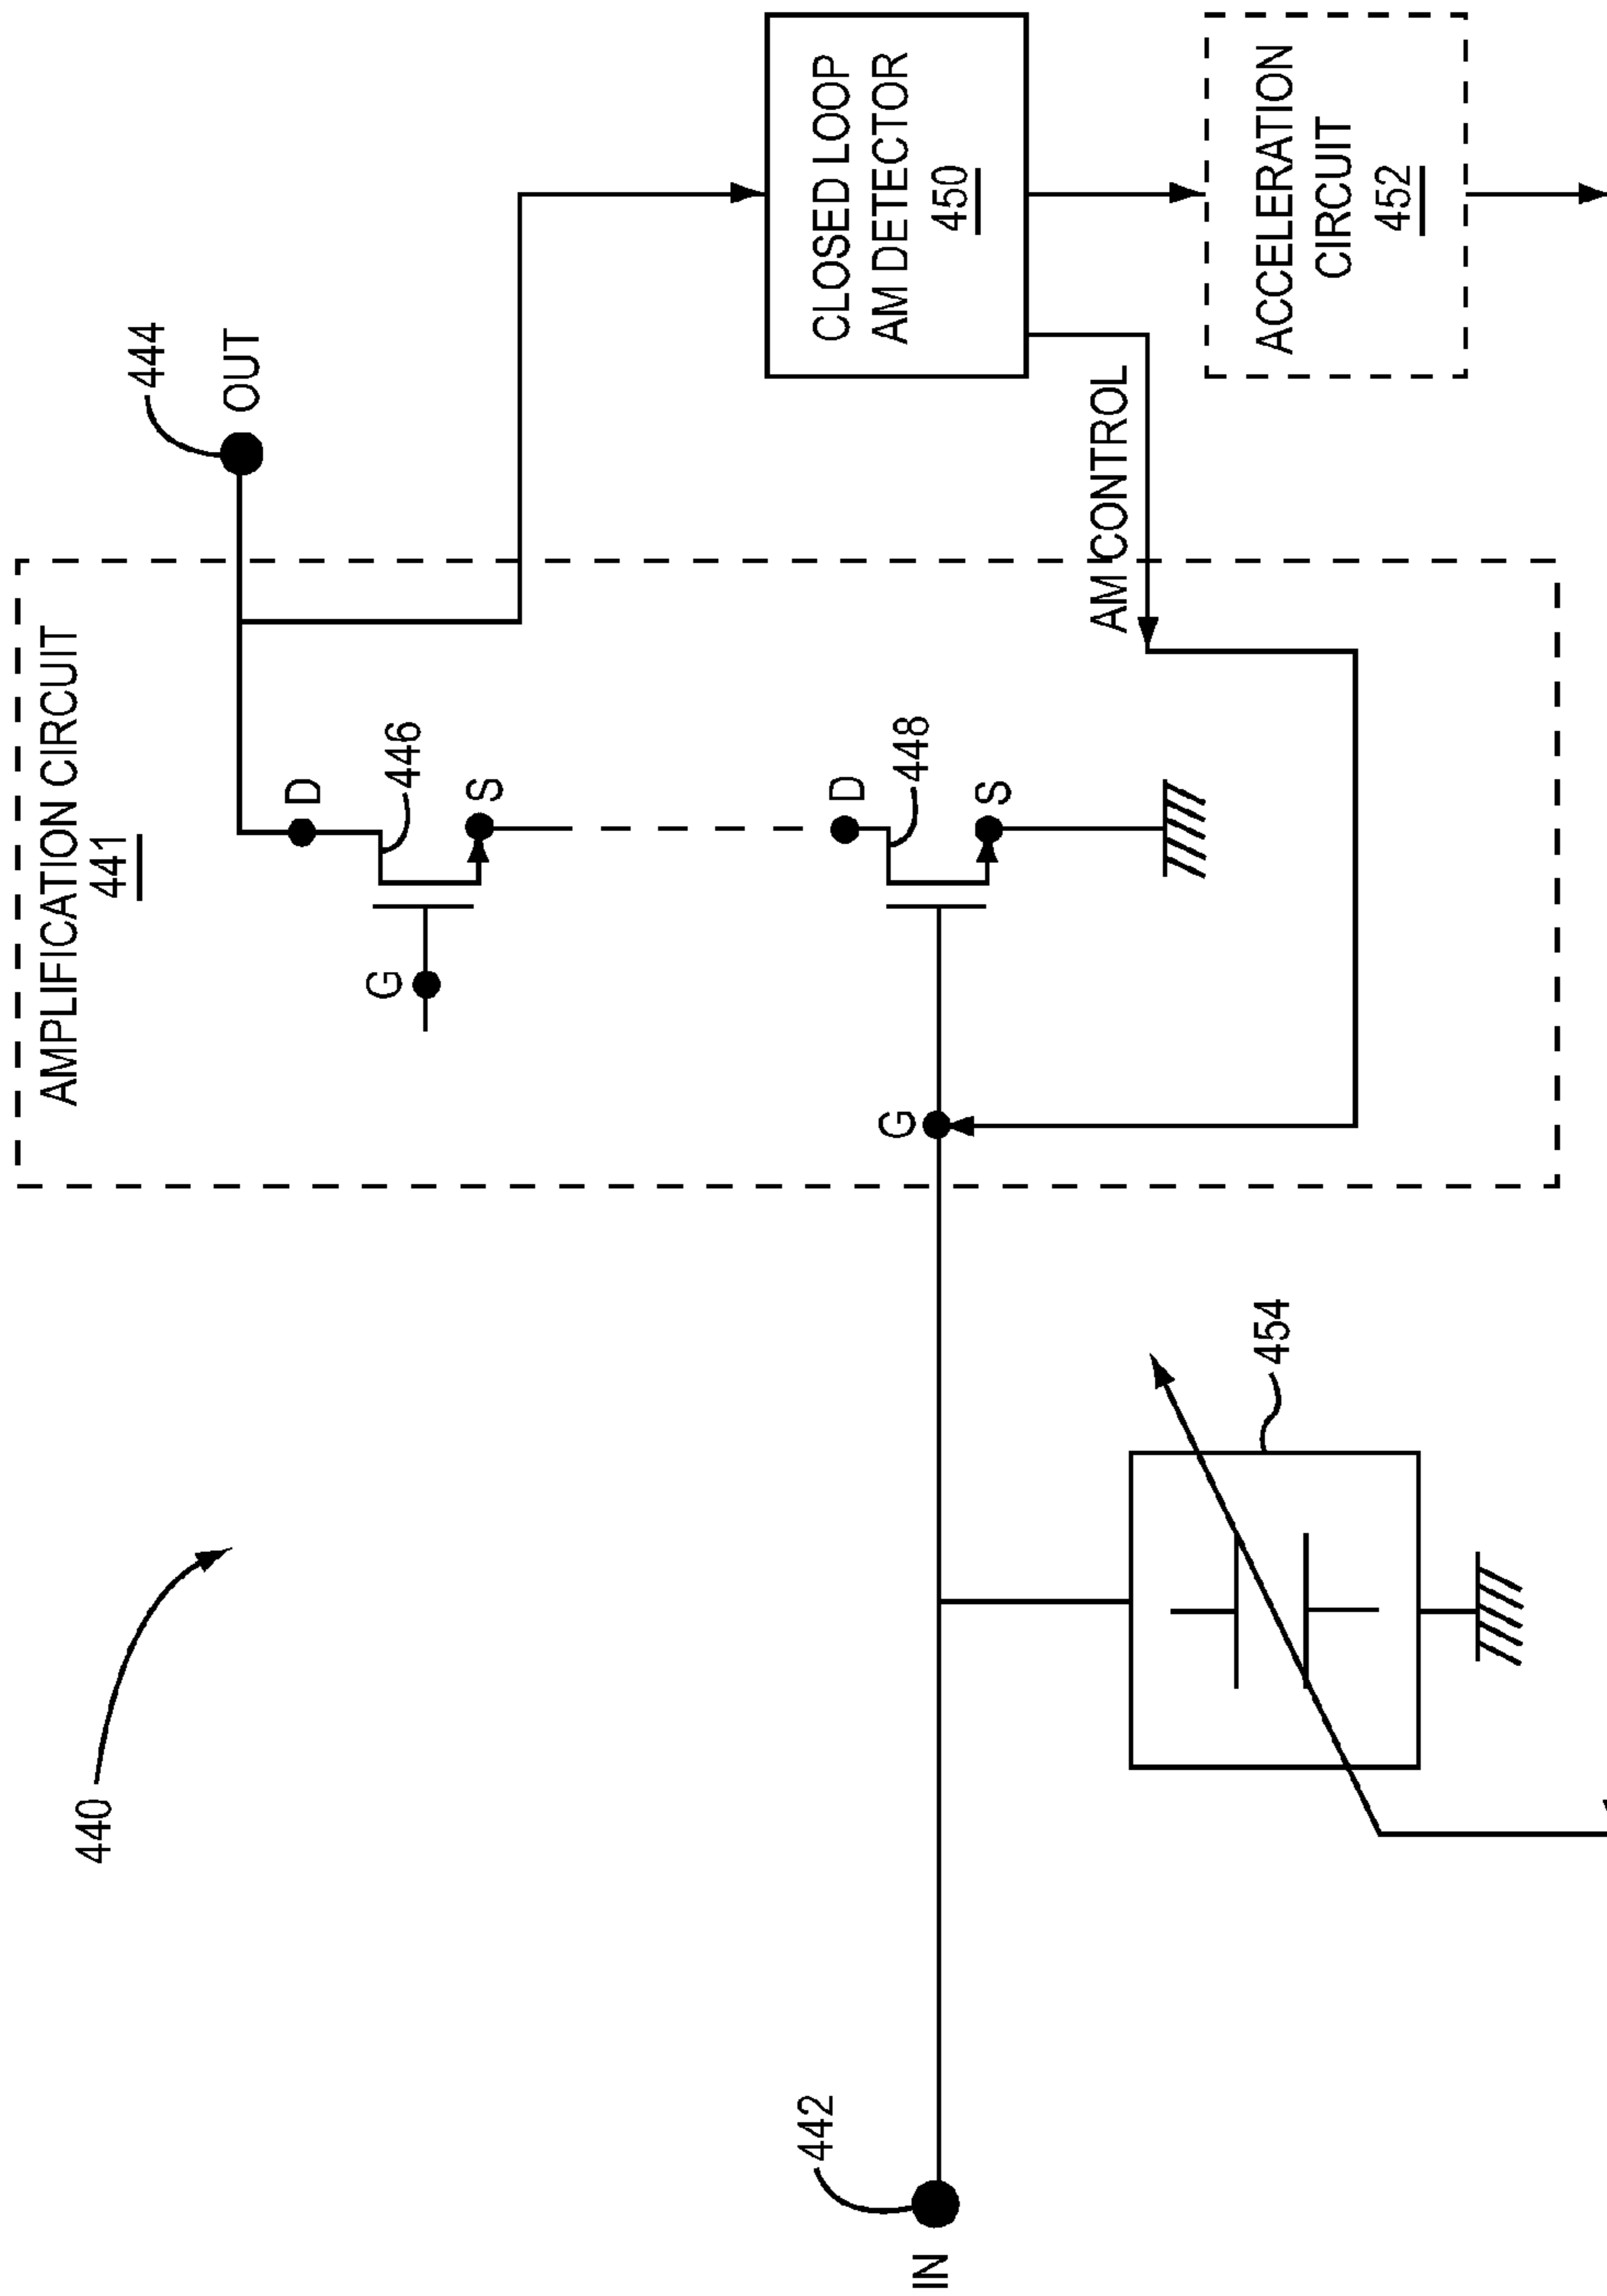 440
AMPLIFICATION CIRCUIT
441
444
OUT
D
446
S
G
442
IN
G
D
448
S
CLOSED LOOP
AM DETECTOR
450
AM CONTROL
454
ACCELERATION
CIRCUIT
452